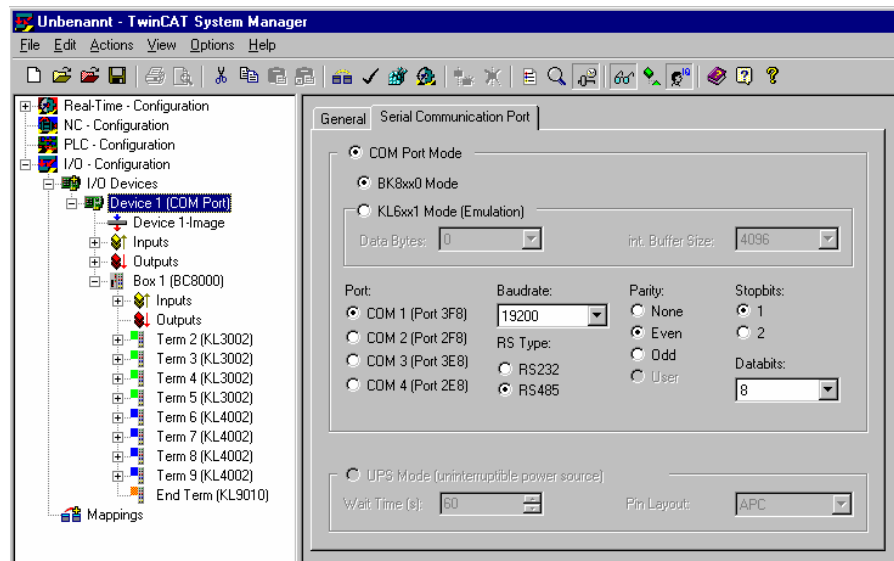 Unbenannt - TwinCAT System Manager
File Edit Actions View Options Help
Real-Time - Configuration
NC - Configuration
PLC - Configuration
I/O - Configuration
I/O Devices
Device 1 (COM Port)
Device 1-Image
Inputs
Outputs
Box 1 (BC8000)
Inputs
Outputs
Term 2 (KL3002)
Term 3 (KL3002)
Term 4 (KL3002)
Term 5 (KL3002)
Term 6 (KL4002)
Term 7 (KL4002)
Term 8 (KL4002)
Term 9 (KL4002)
End Term (KL9010)
Mappings
General Serial Communication Port
COM Port Mode
BK8xx0 Mode
KL6xx1 Mode (Emulation)
Data Bytes: 0 int. Buffer Size: 4096
Port: Baudrate: Parity: Stopbits:
COM 1 (Port 3F8) 19200 None 1
COM 2 (Port 2F8) RS Type: Even 2
COM 3 (Port 3E8) RS232 Odd Databits:
COM 4 (Port 2E8) RS485 User 8
UPS Mode (uninterruptible power source)
Wait Time (s): 60 Pin Layout: APC